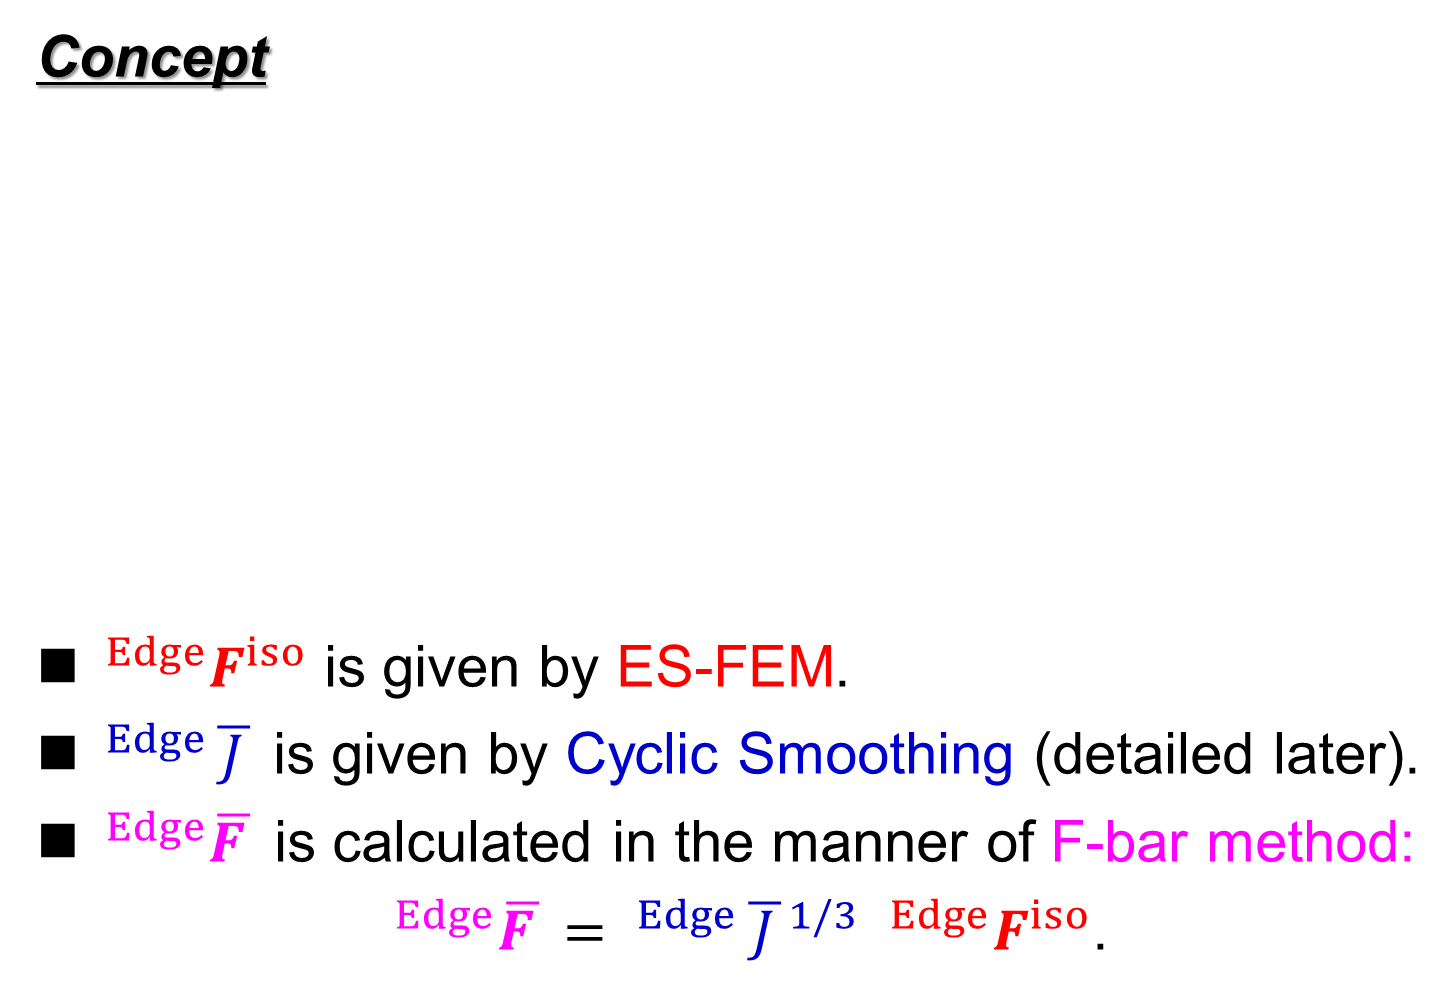 Concept
■ ᴱᵈᵍᵉ𝑭ⁱˢᵒ is given by ES-FEM.
■ ᴱᵈᵍᵉJ̅ is given by Cyclic Smoothing (detailed later).
■ ᴱᵈᵍᵉ𝑭̅ is calculated in the manner of F-bar method:
ᴱᵈᵍᵉ𝑭̅ = ᴱᵈᵍᵉJ̅^1/3 ᴱᵈᵍᵉ𝑭ⁱˢᵒ.